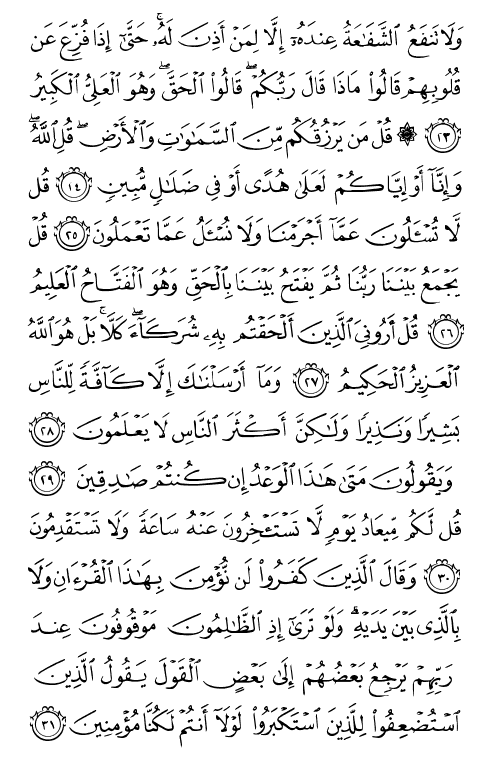 وَلَا تَنفَعُ ٱلشَّفَـٰعَةُ عِندَهُۥٓ إِلَّا لِمَنْ أَذِنَ لَهُۥ ۚ حَتَّىٰٓ إِذَا فُزِّعَ عَن
قُلُوبِهِمْ قَالُوا۟ مَاذَا قَالَ رَبُّكُمْ ۖ قَالُوا۟ ٱلْحَقَّ ۖ وَهُوَ ٱلْعَلِىُّ ٱلْكَبِيرُ
٢٣ ۞ قُلْ مَن يَرْزُقُكُم مِّنَ ٱلسَّمَـٰوَٰتِ وَٱلْأَرْضِ ۖ قُلِ ٱللَّهُ ۖ
وَإِنَّآ أَوْ إِيَّاكُمْ لَعَلَىٰ هُدًى أَوْ فِى ضَلَـٰلٍ مُّبِينٍ ٢٤ قُل
لَّا تُسْـَٔلُونَ عَمَّآ أَجْرَمْنَا وَلَا نُسْـَٔلُ عَمَّا تَعْمَلُونَ ٢٥ قُلْ
يَجْمَعُ بَيْنَنَا رَبُّنَا ثُمَّ يَفْتَحُ بَيْنَنَا بِٱلْحَقِّ وَهُوَ ٱلْفَتَّاحُ ٱلْعَلِيمُ
٢٦ قُلْ أَرُونِىَ ٱلَّذِينَ أَلْحَقْتُم بِهِۦ شُرَكَآءَ ۖ كَلَّا ۚ بَلْ هُوَ ٱللَّهُ
ٱلْعَزِيزُ ٱلْحَكِيمُ ٢٧ وَمَآ أَرْسَلْنَـٰكَ إِلَّا كَآفَّةً لِّلنَّاسِ
بَشِيرًا وَنَذِيرًا وَلَـٰكِنَّ أَكْثَرَ ٱلنَّاسِ لَا يَعْلَمُونَ ٢٨
وَيَقُولُونَ مَتَىٰ هَـٰذَا ٱلْوَعْدُ إِن كُنتُمْ صَـٰدِقِينَ ٢٩
قُل لَّكُم مِّيعَادُ يَوْمٍ لَّا تَسْتَـْٔخِرُونَ عَنْهُ سَاعَةً وَلَا تَسْتَقْدِمُونَ
٣٠ وَقَالَ ٱلَّذِينَ كَفَرُوا۟ لَن نُّؤْمِنَ بِهَـٰذَا ٱلْقُرْءَانِ وَلَا
بِٱلَّذِى بَيْنَ يَدَيْهِ ۗ وَلَوْ تَرَىٰٓ إِذِ ٱلظَّـٰلِمُونَ مَوْقُوفُونَ عِندَ
رَبِّهِمْ يَرْجِعُ بَعْضُهُمْ إِلَىٰ بَعْضٍ ٱلْقَوْلَ يَقُولُ ٱلَّذِينَ
ٱسْتُضْعِفُوا۟ لِلَّذِينَ ٱسْتَكْبَرُوا۟ لَوْلَآ أَنتُمْ لَكُنَّا مُؤْمِنِينَ ٣١